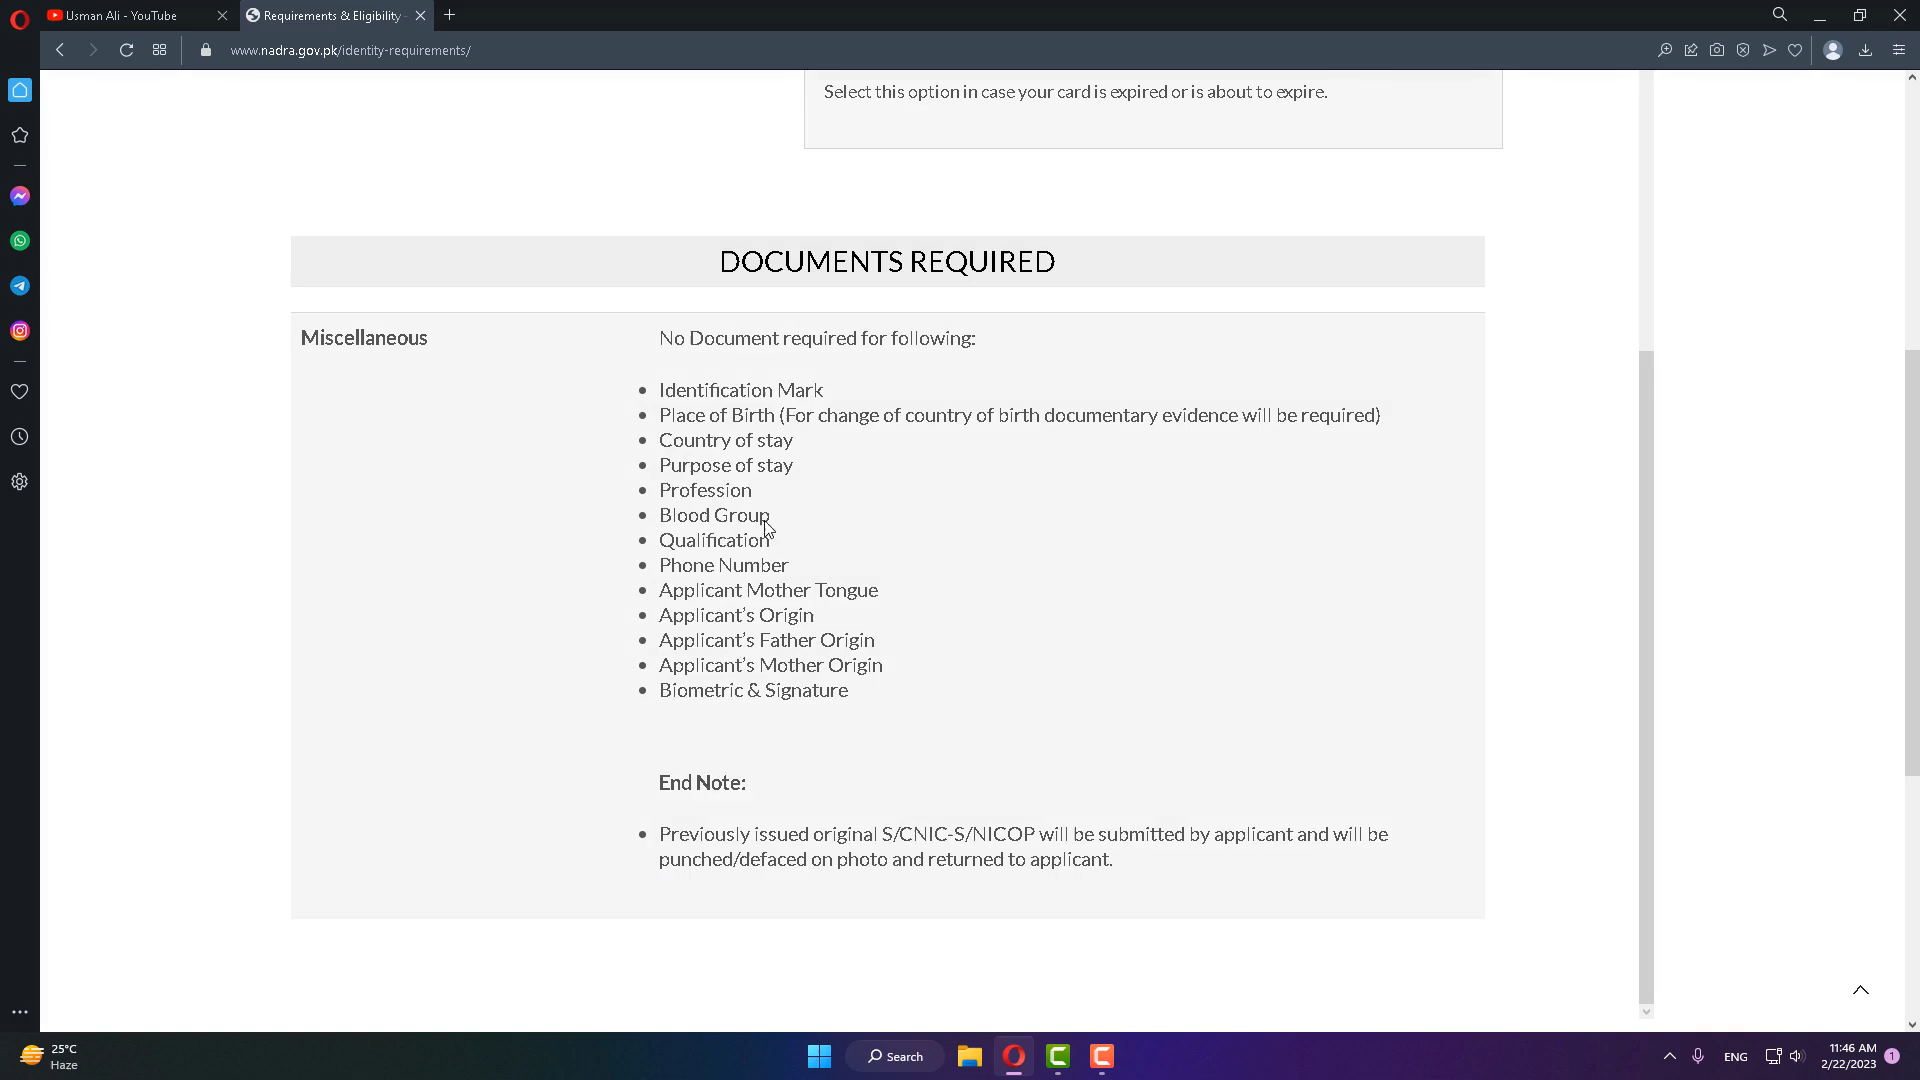 Usman Ali - YouTube
Requirements & Eligibility -
www.nadra.gov.pk/identity-requirements/
Select this option in case your card is expired or is about to expire.
DOCUMENTS REQUIRED
Miscellaneous
No Document required for following:
Identification Mark
Place of Birth (For change of country of birth documentary evidence will be required)
Country of stay
Purpose of stay
Profession
Blood Group
Qualification
Phone Number
Applicant Mother Tongue
Applicant’s Origin
Applicant’s Father Origin
Applicant’s Mother Origin
Biometric & Signature
End Note:
Previously issued original S/CNIC-S/NICOP will be submitted by applicant and will be
punched/defaced on photo and returned to applicant.
25°C
Haze
Search
ENG
11:46 AM
2/22/2023
1